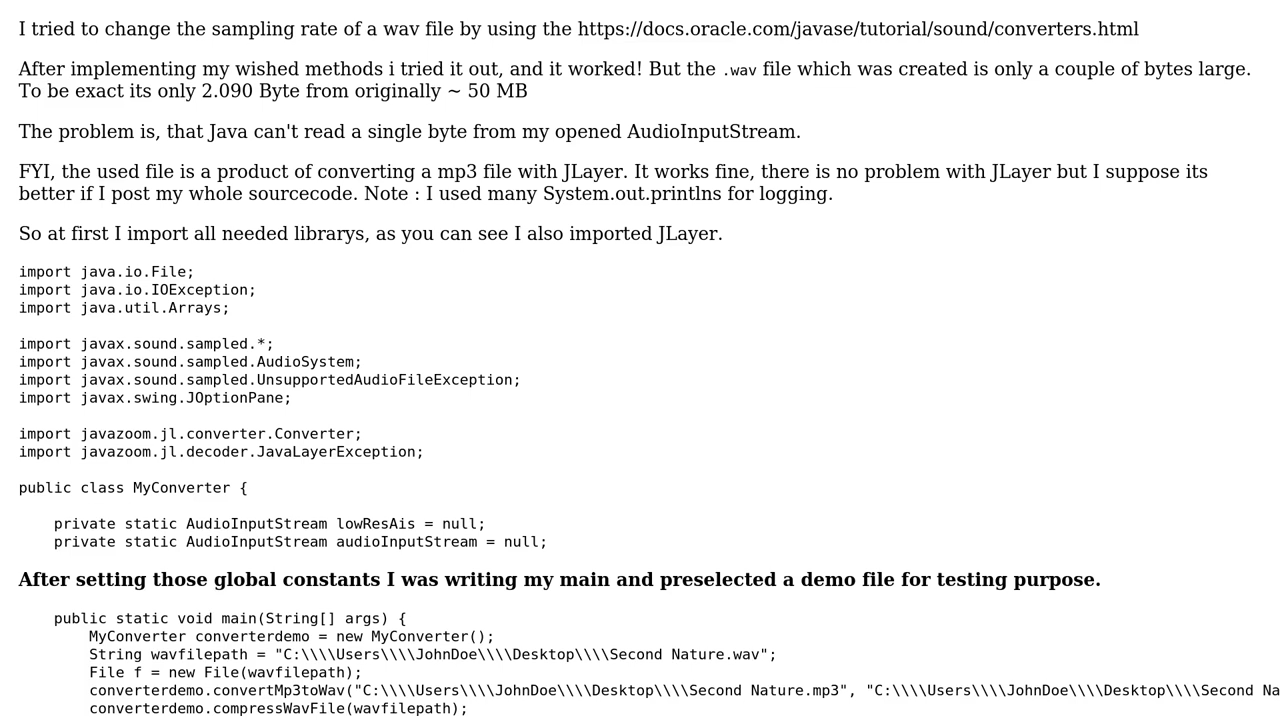 I tried to change the sampling rate of a wav file by using the https://docs.oracle.com/javase/tutorial/sound/converters.html
After implementing my wished methods i tried it out, and it worked! But the .wav file which was created is only a couple of bytes large.
To be exact its only 2.090 Byte from originally ~ 50 MB
The problem is, that Java can't read a single byte from my opened AudioInputStream.
FYI, the used file is a product of converting a mp3 file with JLayer. It works fine, there is no problem with JLayer but I suppose its
better if I post my whole sourcecode. Note : I used many System.out.printlns for logging.
So at first I import all needed librarys, as you can see I also imported JLayer.
import java.io.File;
import java.io.IOException;
import java.util.Arrays;
import javax.sound.sampled.*;
import javax.sound.sampled.AudioSystem;
import javax.sound.sampled.UnsupportedAudioFileException;
import javax.swing.JOptionPane;
import javazoom.jl.converter.Converter;
import javazoom.jl.decoder.JavaLayerException;
public class MyConverter {
    private static AudioInputStream lowResAis = null;
    private static AudioInputStream audioInputStream = null;
After setting those global constants I was writing my main and preselected a demo file for testing purpose.
    public static void main(String[] args) {
        MyConverter converterdemo = new MyConverter();
        String wavfilepath = "C:\\\\Users\\\\JohnDoe\\\\Desktop\\\\Second Nature.wav";
        File f = new File(wavfilepath);
        converterdemo.convertMp3toWav("C:\\\\Users\\\\JohnDoe\\\\Desktop\\\\Second Nature.mp3", "C:\\\\Users\\\\JohnDoe\\\\Desktop\\\\Second Na
        converterdemo.compressWavFile(wavfilepath);